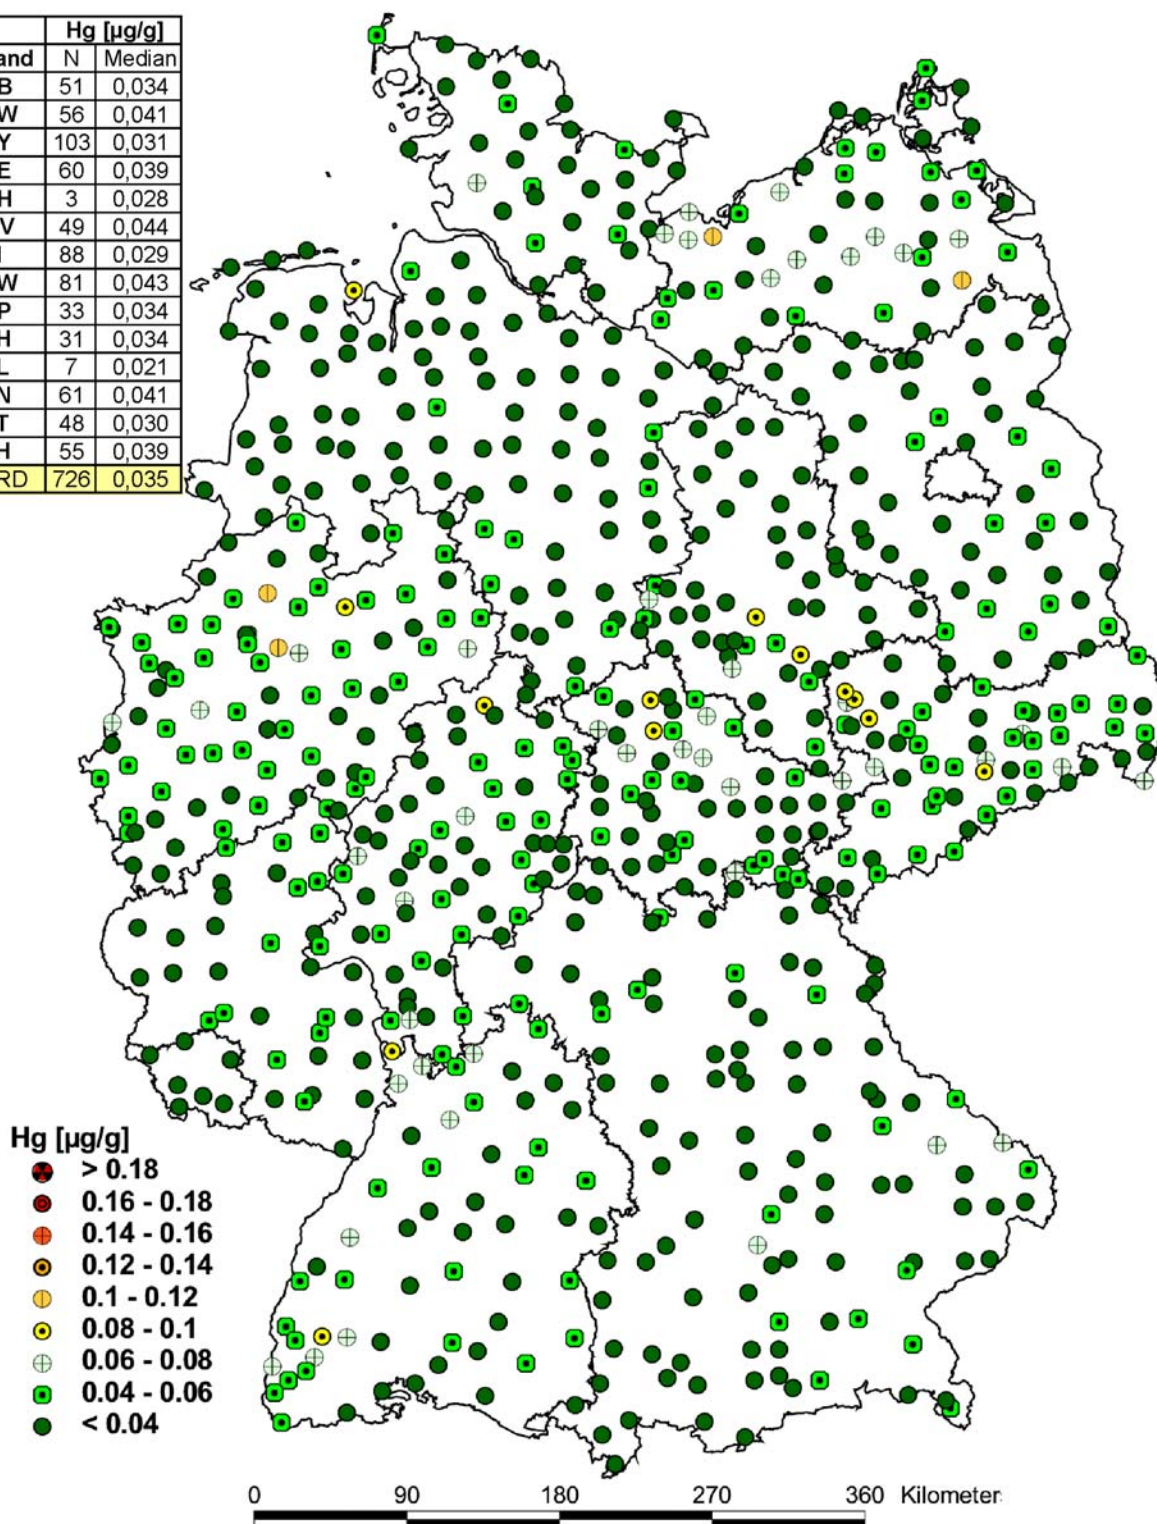 Hg [µg/g]
and N Median
B 51 0,034
W 56 0,041
Y 103 0,031
E 60 0,039
H 3 0,028
V 49 0,044
I 88 0,029
W 81 0,043
P 33 0,034
H 31 0,034
L 7 0,021
N 61 0,041
T 48 0,030
H 55 0,039
RD 726 0,035
Hg [µg/g]
> 0.18
0.16 - 0.18
0.14 - 0.16
0.12 - 0.14
0.1 - 0.12
0.08 - 0.1
0.06 - 0.08
0.04 - 0.06
< 0.04
0 90 180 270 360 Kilometer